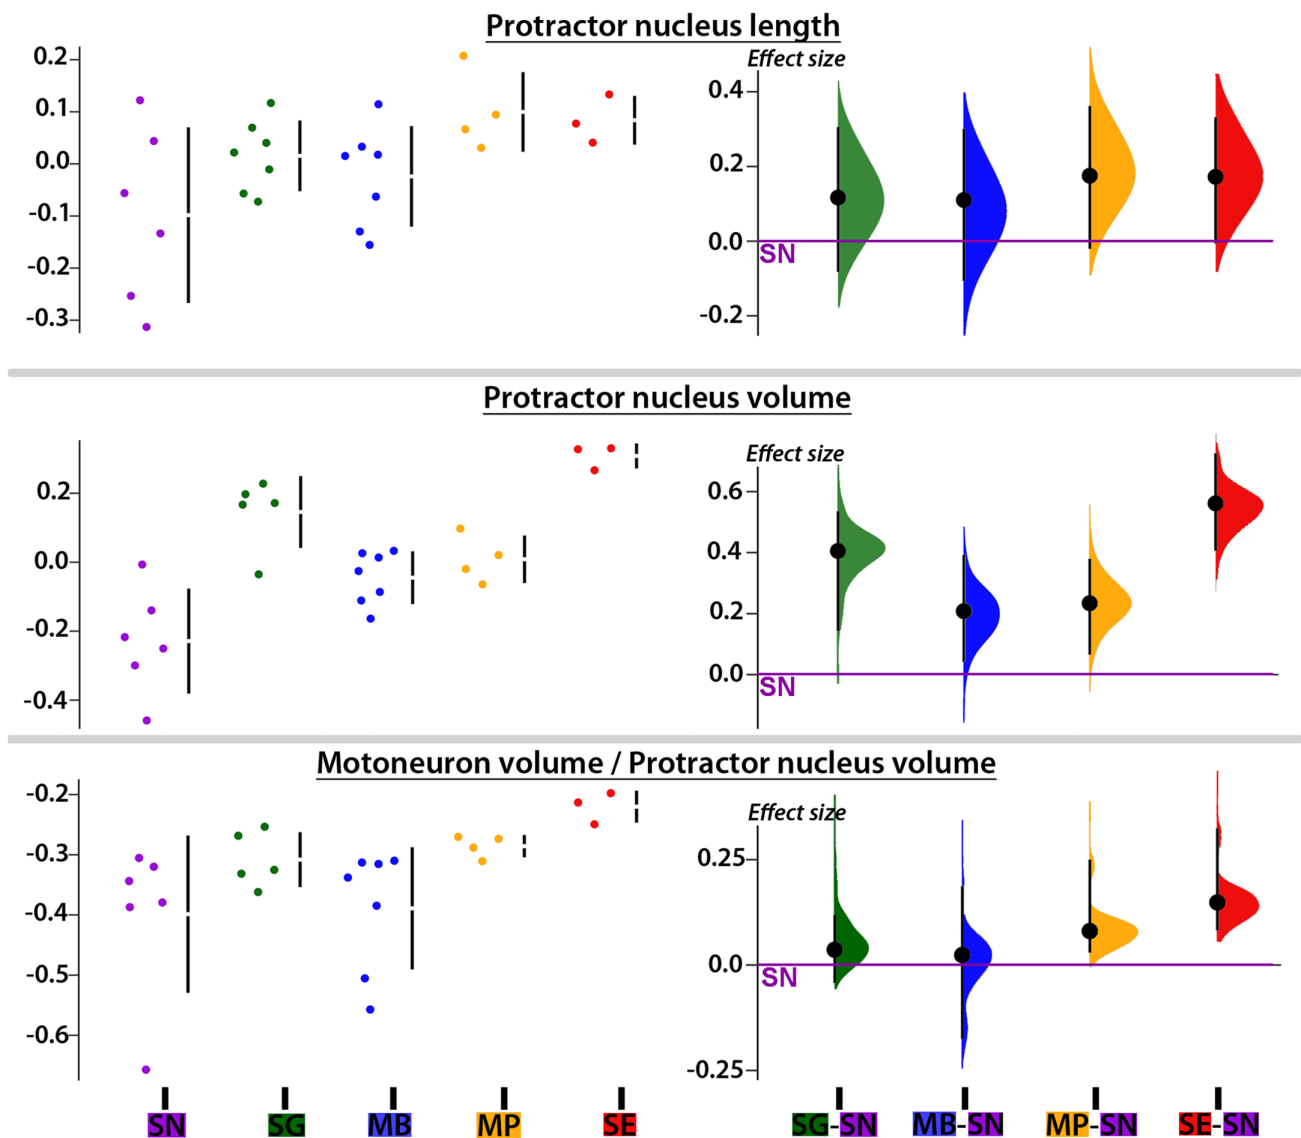 Protractor nucleus length
Effect size
0.2
0.1
0.0
-0.1
-0.2
-0.3
0.4
0.2
0.0
-0.2
SN
Protractor nucleus volume
Effect size
0.2
0.0
-0.2
-0.4
0.6
0.4
0.2
0.0
SN
Motoneuron volume / Protractor nucleus volume
Effect size
-0.2
-0.3
-0.4
-0.5
-0.6
0.25
0.0
-0.25
SN
SN SG MB MP SE
SG-SN MB-SN MP-SN SE-SN